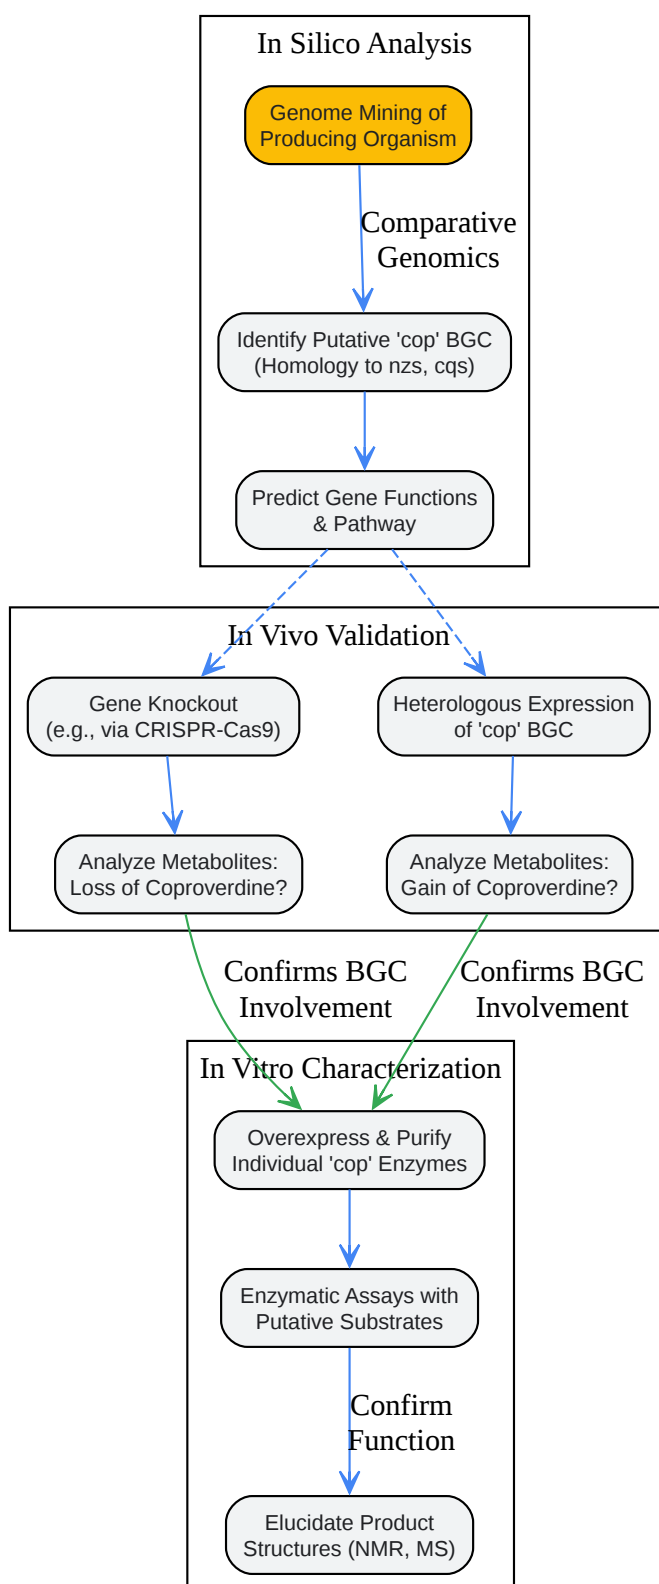 In Silico Analysis
Genome Mining of
Producing Organism
Comparative
Genomics
Identify Putative 'cop' BGC
(Homology to nzs, cqs)
Predict Gene Functions
& Pathway
In Vivo Validation
Gene Knockout
(e.g., via CRISPR-Cas9)
Heterologous Expression
of 'cop' BGC
Analyze Metabolites:
Loss of Coproverdine?
Analyze Metabolites:
Gain of Coproverdine?
Confirms BGC
Involvement
Confirms BGC
Involvement
In Vitro Characterization
Overexpress & Purify
Individual 'cop' Enzymes
Enzymatic Assays with
Putative Substrates
Confirm
Function
Elucidate Product
Structures (NMR, MS)